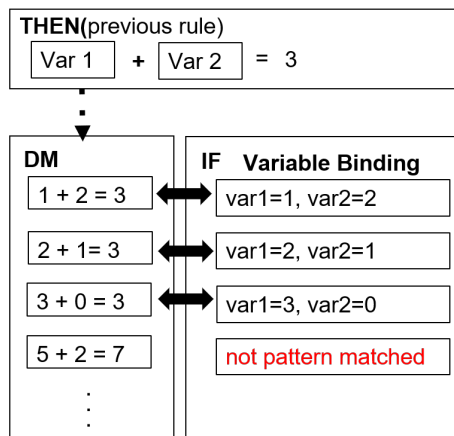 THEN(previous rule)
Var 1 + Var 2 = 3
DM
1 + 2 = 3
2 + 1= 3
3 + 0 = 3
5 + 2 = 7
IF Variable Binding
var1=1, var2=2
var1=2, var2=1
var1=3, var2=0
not pattern matched